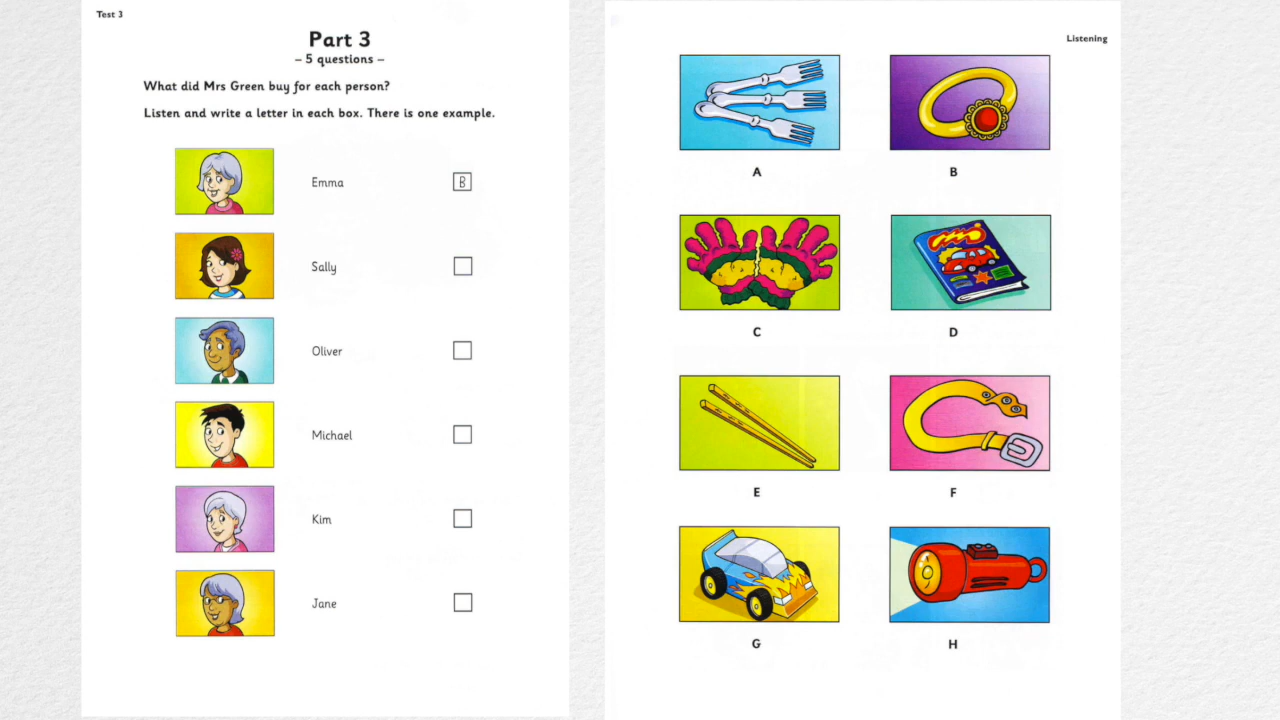 Test 3
Part 3
– 5 questions –
What did Mrs Green buy for each person?
Listen and write a letter in each box. There is one example.
Emma
B
Sally
Oliver
Michael
Kim
Jane
Listening
A
B
C
D
E
F
G
H